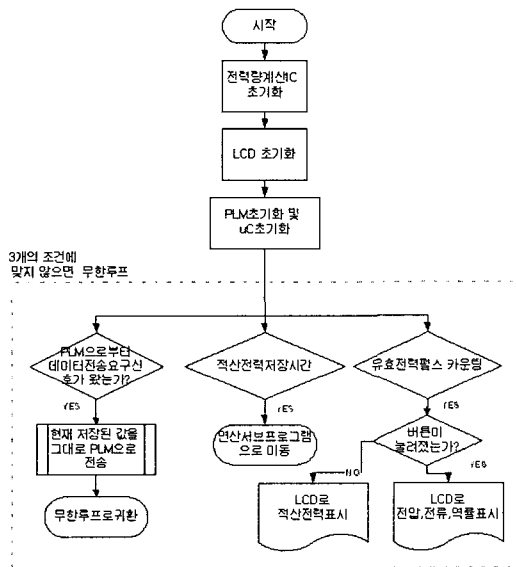 시작
전력량계산IC
초기화
LCD 초기화
PLM초기화 및
uC초기화
3개의 조건에
맞지 않으면 무한루프
PLM으로부터
데이터전송요구신
호가 왔는가?
적산전력저장시간
유효전력펄스 카운팅
YES
YES
YES
현재 저장된 값을
그대로 PLM으로
전송
연산서브프로그램
으로 이동
버튼이
눌러졌는가?
NO
YES
무한루프로귀환
LCD로
적산전력표시
LCD로
전압,전류,역률표시